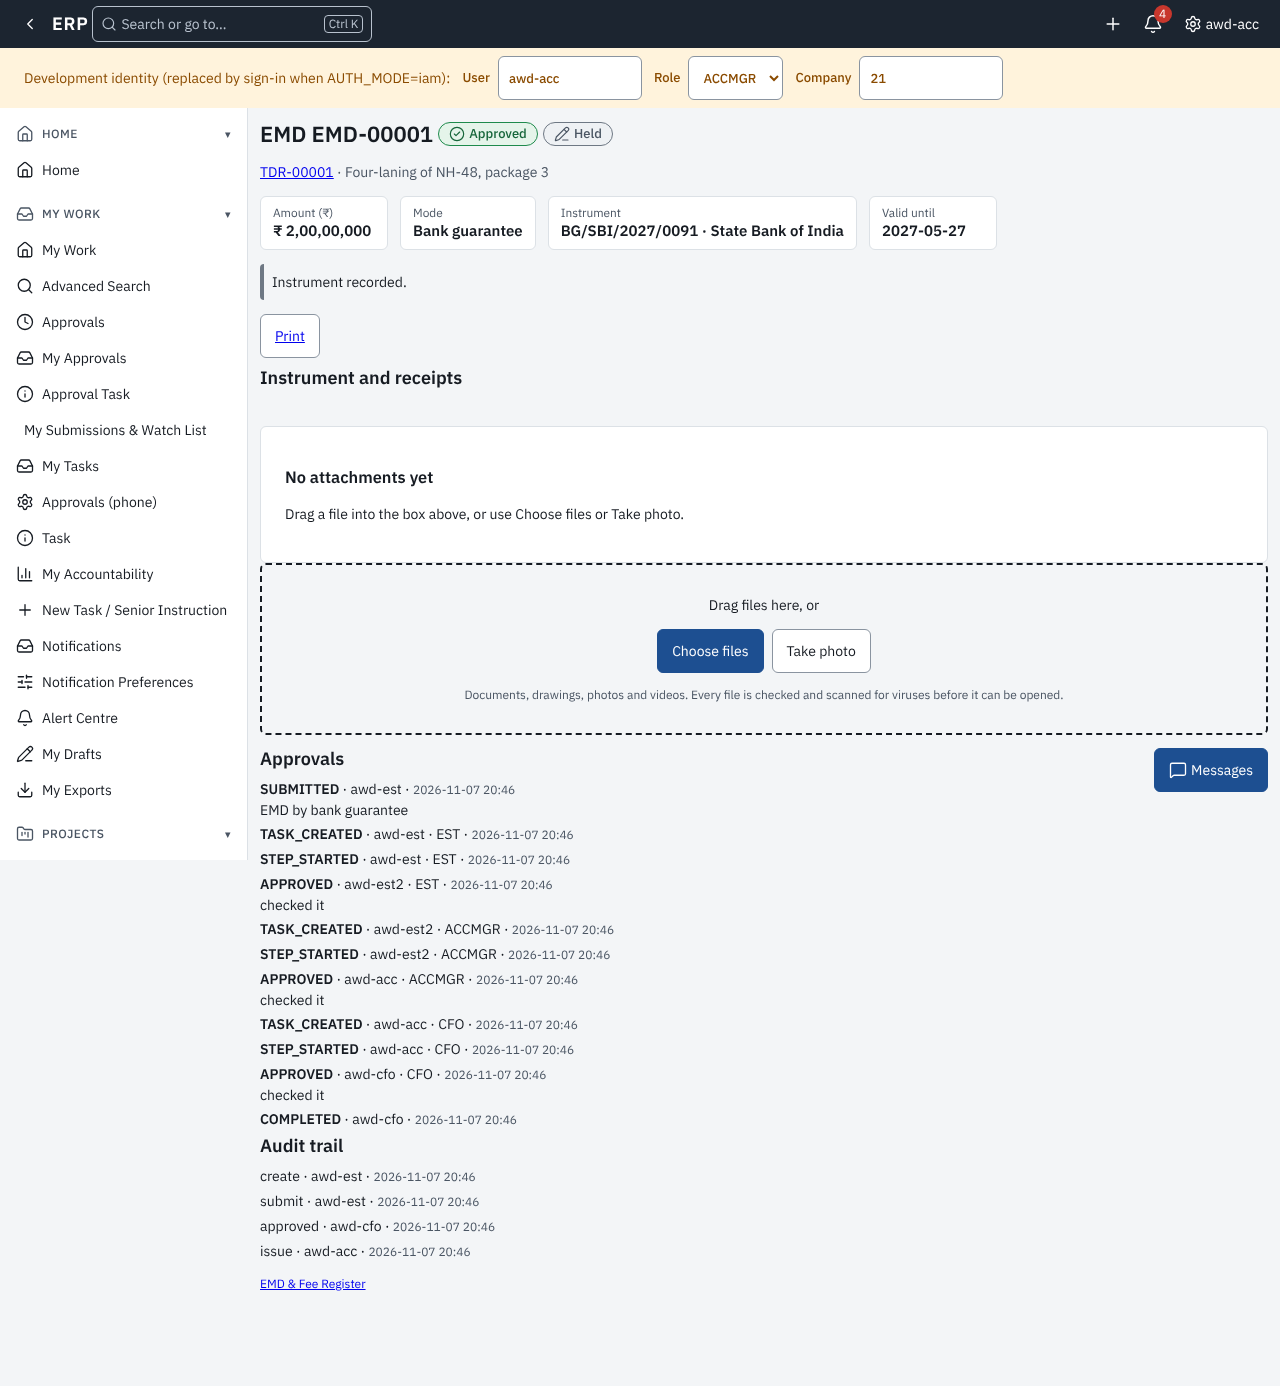 ERP
Search or go to...
Ctrl K
4
awd-acc
Development identity (replaced by sign-in when AUTH_MODE=iam): User awd-acc Role ACCMGR Company 21
HOME
Home
MY WORK
My Work
Advanced Search
Approvals
My Approvals
Approval Task
My Submissions & Watch List
My Tasks
Approvals (phone)
Task
My Accountability
New Task / Senior Instruction
Notifications
Notification Preferences
Alert Centre
My Drafts
My Exports
PROJECTS
EMD EMD-00001 Approved Held
TDR-00001 · Four-laning of NH-48, package 3
Amount (₹)
₹ 2,00,00,000
Mode
Bank guarantee
Instrument
BG/SBI/2027/0091 · State Bank of India
Valid until
2027-05-27
Instrument recorded.
Print
Instrument and receipts
No attachments yet
Drag a file into the box above, or use Choose files or Take photo.
Drag files here, or
Choose files
Take photo
Documents, drawings, photos and videos. Every file is checked and scanned for viruses before it can be opened.
Approvals
Messages
SUBMITTED · awd-est · 2026-11-07 20:46
EMD by bank guarantee
TASK_CREATED · awd-est · EST · 2026-11-07 20:46
STEP_STARTED · awd-est · EST · 2026-11-07 20:46
APPROVED · awd-est2 · EST · 2026-11-07 20:46
checked it
TASK_CREATED · awd-est2 · ACCMGR · 2026-11-07 20:46
STEP_STARTED · awd-est2 · ACCMGR · 2026-11-07 20:46
APPROVED · awd-acc · ACCMGR · 2026-11-07 20:46
checked it
TASK_CREATED · awd-acc · CFO · 2026-11-07 20:46
STEP_STARTED · awd-acc · CFO · 2026-11-07 20:46
APPROVED · awd-cfo · CFO · 2026-11-07 20:46
checked it
COMPLETED · awd-cfo · 2026-11-07 20:46
Audit trail
create · awd-est · 2026-11-07 20:46
submit · awd-est · 2026-11-07 20:46
approved · awd-cfo · 2026-11-07 20:46
issue · awd-acc · 2026-11-07 20:46
EMD & Fee Register